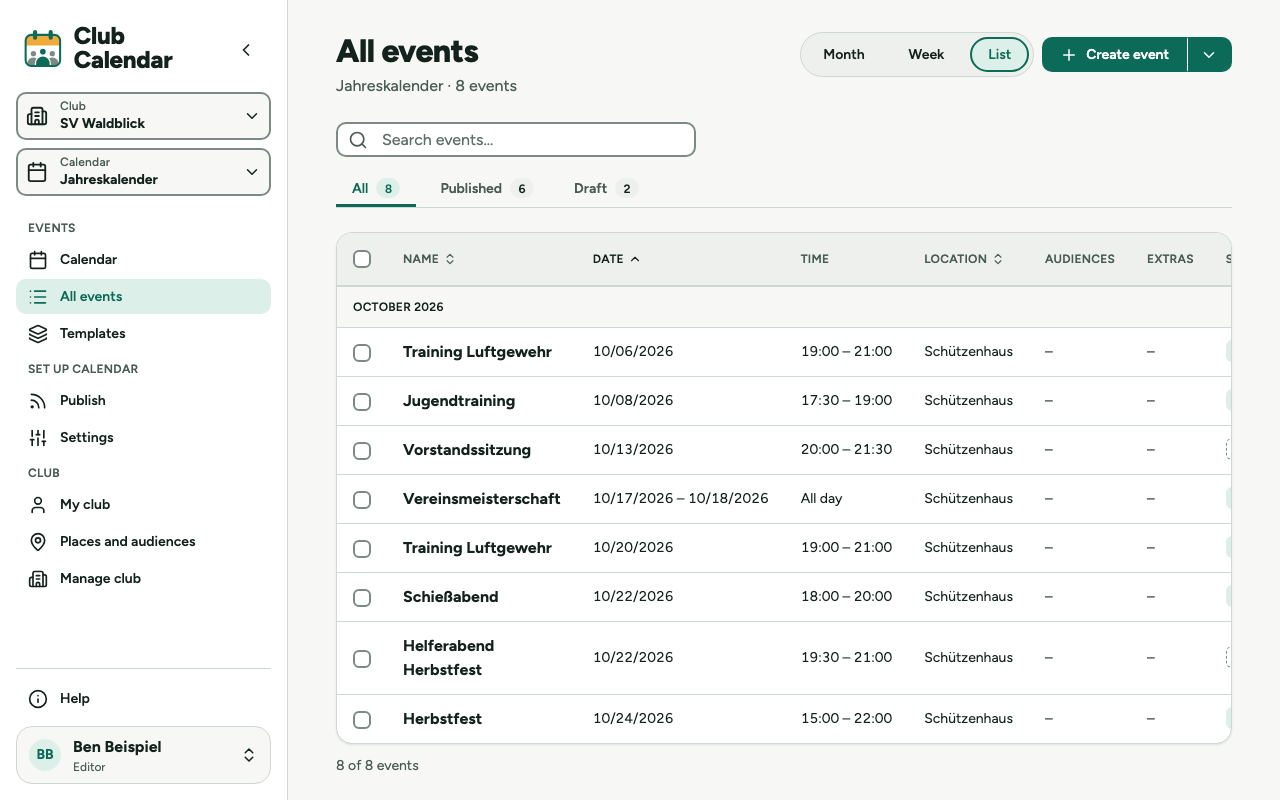 Club
Calendar
Club
SV Waldblick
Calendar
Jahreskalender
EVENTS
Calendar
All events
Templates
SET UP CALENDAR
Publish
Settings
CLUB
My club
Places and audiences
Manage club
Help
BB
Ben Beispiel
Editor
All events
Jahreskalender · 8 events
Month Week List
Create event
Search events...
All 8 Published 6 Draft 2
NAME DATE TIME LOCATION AUDIENCES EXTRAS
OCTOBER 2026
Training Luftgewehr 10/06/2026 19:00 – 21:00 Schützenhaus – –
Jugendtraining 10/08/2026 17:30 – 19:00 Schützenhaus – –
Vorstandssitzung 10/13/2026 20:00 – 21:30 Schützenhaus – –
Vereinsmeisterschaft 10/17/2026 – 10/18/2026 All day Schützenhaus – –
Training Luftgewehr 10/20/2026 19:00 – 21:00 Schützenhaus – –
Schießabend 10/22/2026 18:00 – 20:00 Schützenhaus – –
Helferabend
Herbstfest 10/22/2026 19:30 – 21:00 Schützenhaus – –
Herbstfest 10/24/2026 15:00 – 22:00 Schützenhaus – –
8 of 8 events